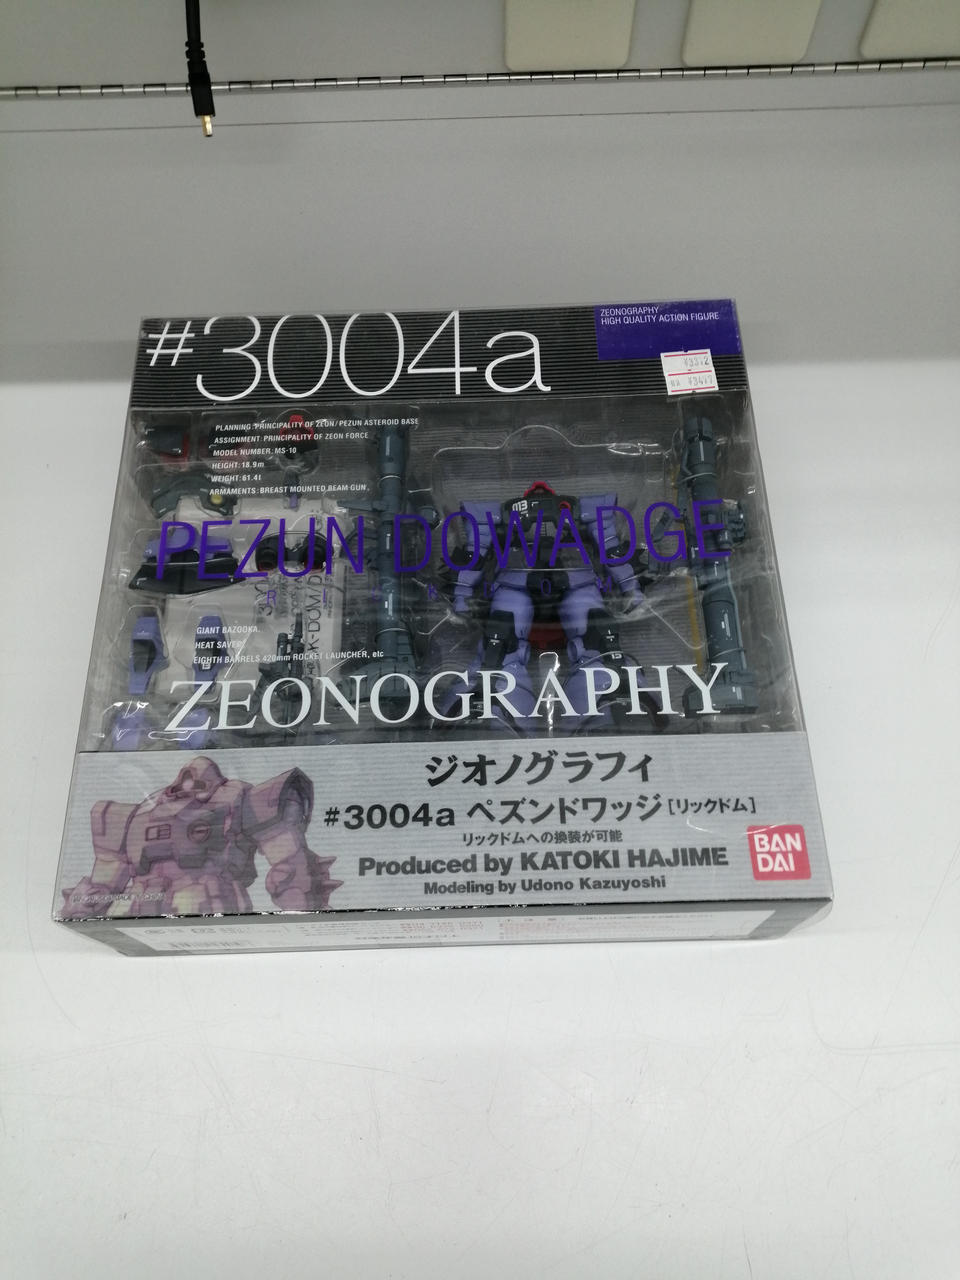 #3004a
ZEONOGRAPHY
HIGH QUALITY ACTION FIGURE
PLANNING: PRINCIPALITY OF ZEON/PEZUN ASTEROID BASE
ASSIGNMENT: PRINCIPALITY OF ZEON FORCE
MODEL NUMBER: MS-10
HEIGHT: 18.9m
WEIGHT: 61.4t
ARMAMENTS: BREAST MOUNTED BEAM GUN,
PEZUN DOWADGE
GIANT BAZOOKA,
HEAT SAVER,
EIGHTH BARRELS 420mm ROCKET LAUNCHER, etc
ZEONOGRAPHY
ジオノグラフィ
#3004a ペズンドワッジ[リックドム]
リックドムへの換装が可能
Produced by KATOKI HAJIME
Modeling by Udono Kazuyoshi
BAN
DAI